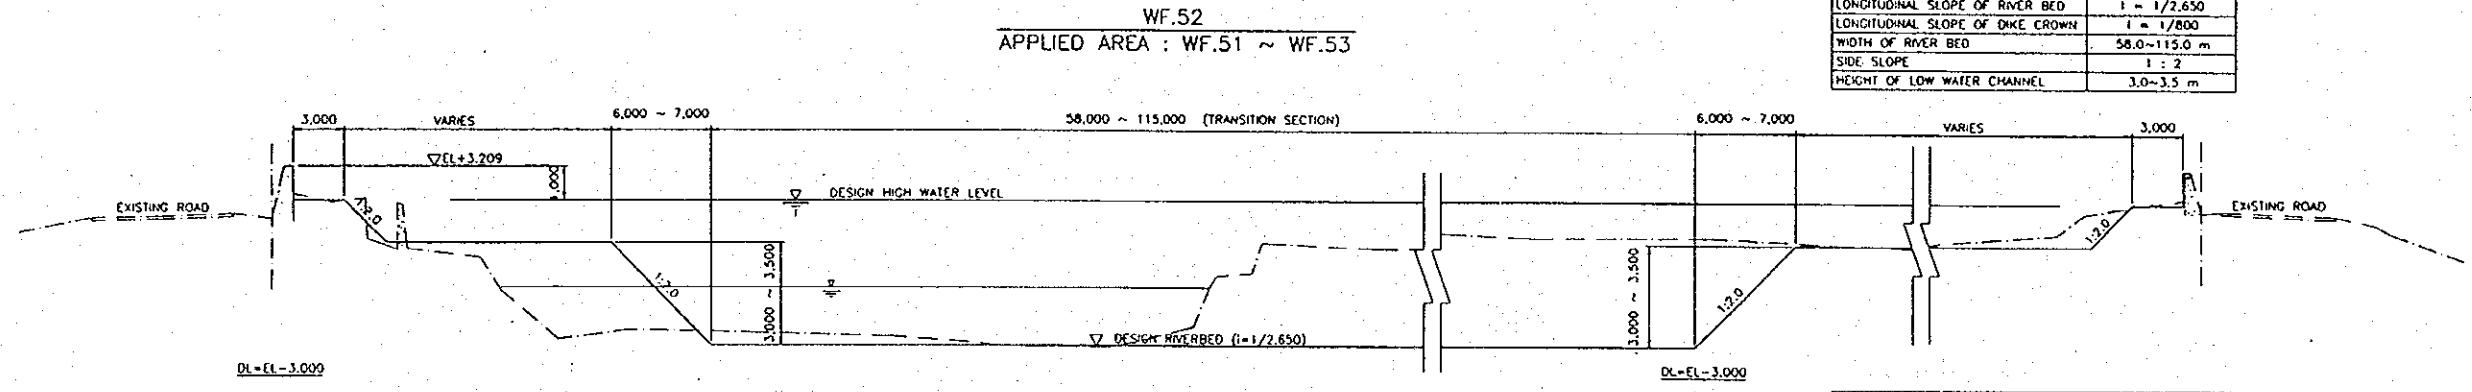 WF.52
APPLIED AREA : WF.51 ~ WF.53
LONGITUDINAL SLOPE OF RIVER BED i = 1/2,650
LONGITUDINAL SLOPE OF DIKE CROWN i = 1/800
WIDTH OF RIVER BED 58.0~115.0 m
SIDE SLOPE 1 : 2
HEIGHT OF LOW WATER CHANNEL 3.0~3.5 m
3,000 VARIES 6,000 ~ 7,000 58,000 ~ 115,000 (TRANSITION SECTION) 6,000 ~ 7,000 VARIES 3,000
EL+3.209
DESIGN HIGH WATER LEVEL
EXISTING ROAD
EXISTING ROAD
1:2.0
1:2.0
1:2.0
1:2.0
3,000 ~ 3,500
3,000 ~ 3,500
DESIGN RIVERBED (i=1/2,650)
DL=EL-3.000
DL=EL-3.000